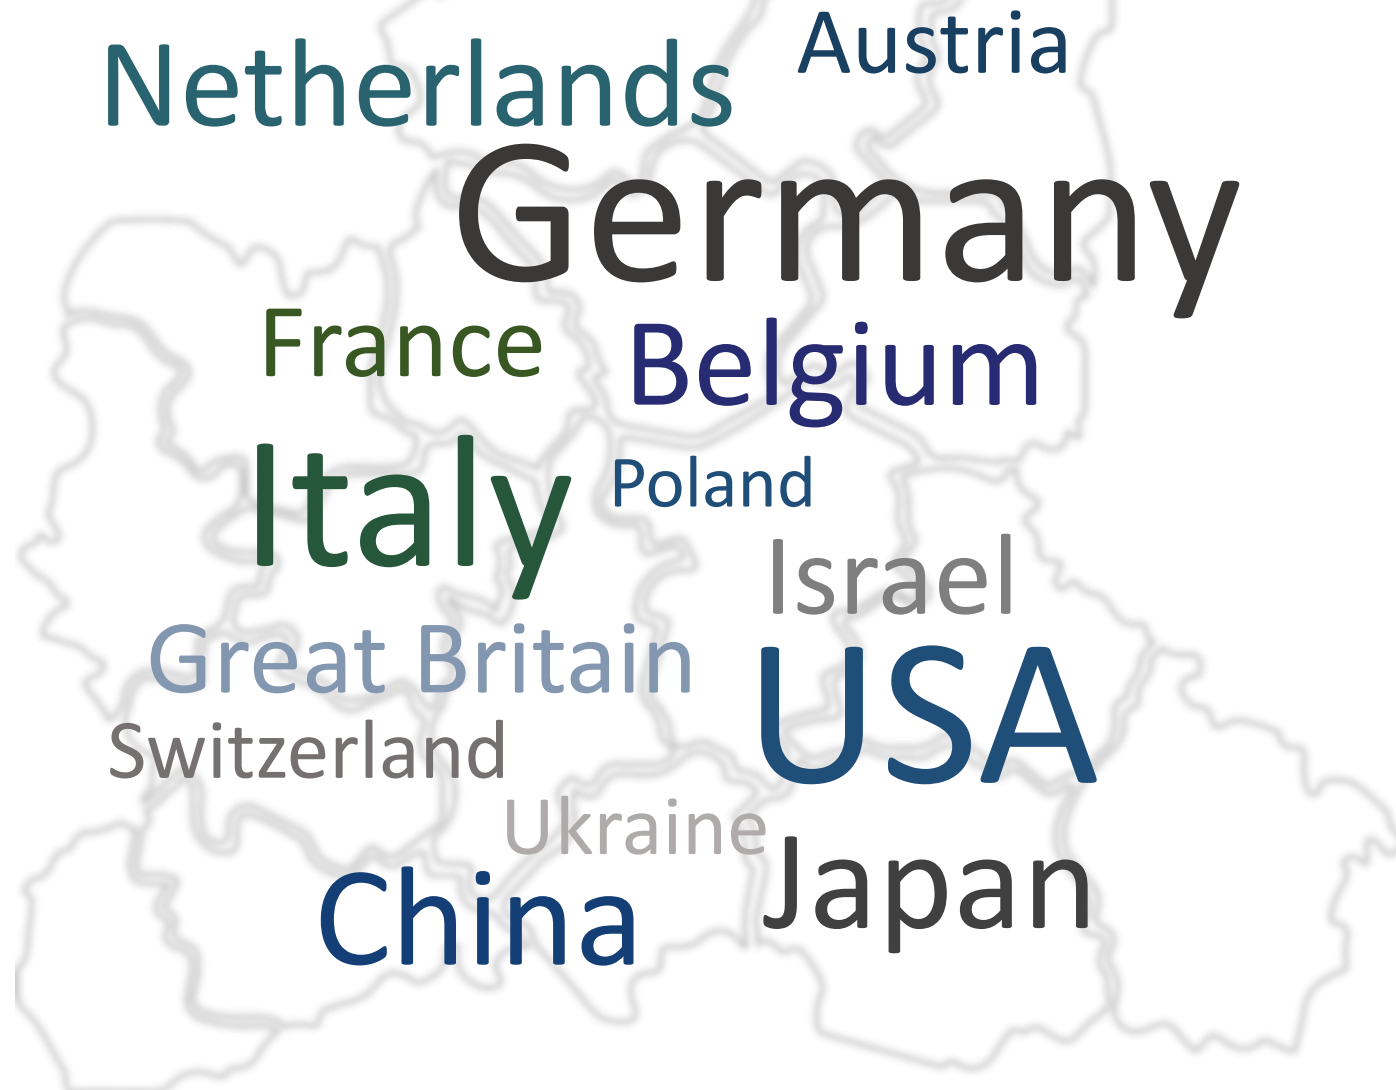 Austria
Netherlands
Germany
France
Belgium
Italy
Poland
Israel
Great Britain
USA
Switzerland
Ukraine
Japan
China